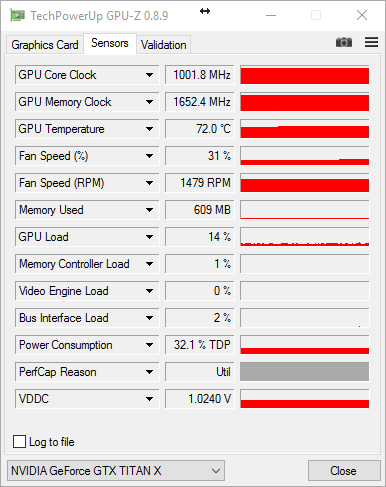 TechPowerUp GPU-Z 0.8.9
Graphics Card Sensors Validation
GPU Core Clock 1001.8 MHz
GPU Memory Clock 1652.4 MHz
GPU Temperature 72.0 °C
Fan Speed (%) 31 %
Fan Speed (RPM) 1479 RPM
Memory Used 609 MB
GPU Load 14 %
Memory Controller Load 1 %
Video Engine Load 0 %
Bus Interface Load 2 %
Power Consumption 32.1 % TDP
PerfCap Reason Util
VDDC 1.0240 V
Log to file
NVIDIA GeForce GTX TITAN X Close